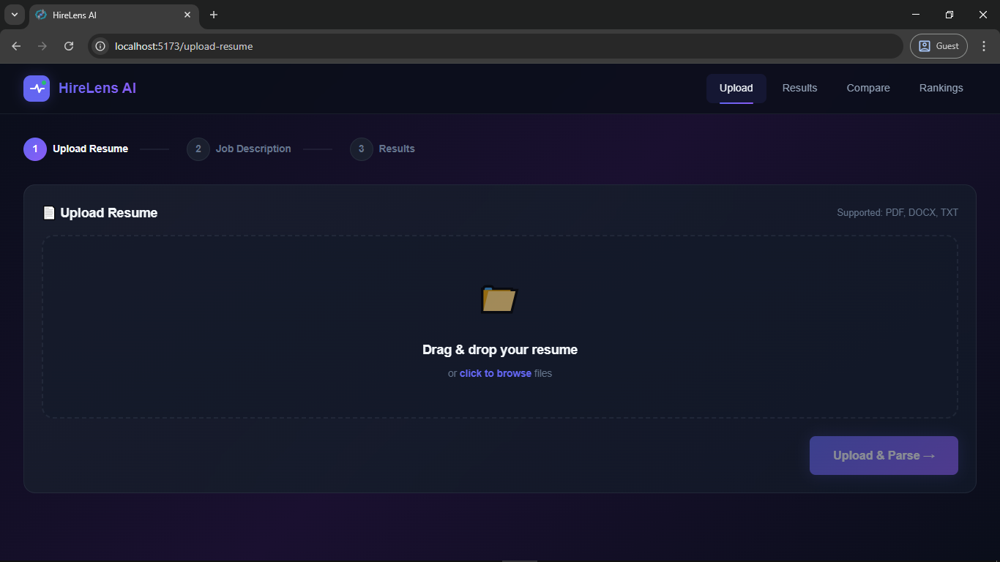 HireLens AI
localhost:5173/upload-resume
Guest
HireLens AI
Upload
Results
Compare
Rankings
1 Upload Resume
2 Job Description
3 Results
Upload Resume
Supported: PDF, DOCX, TXT
Drag & drop your resume
or click to browse files
Upload & Parse →